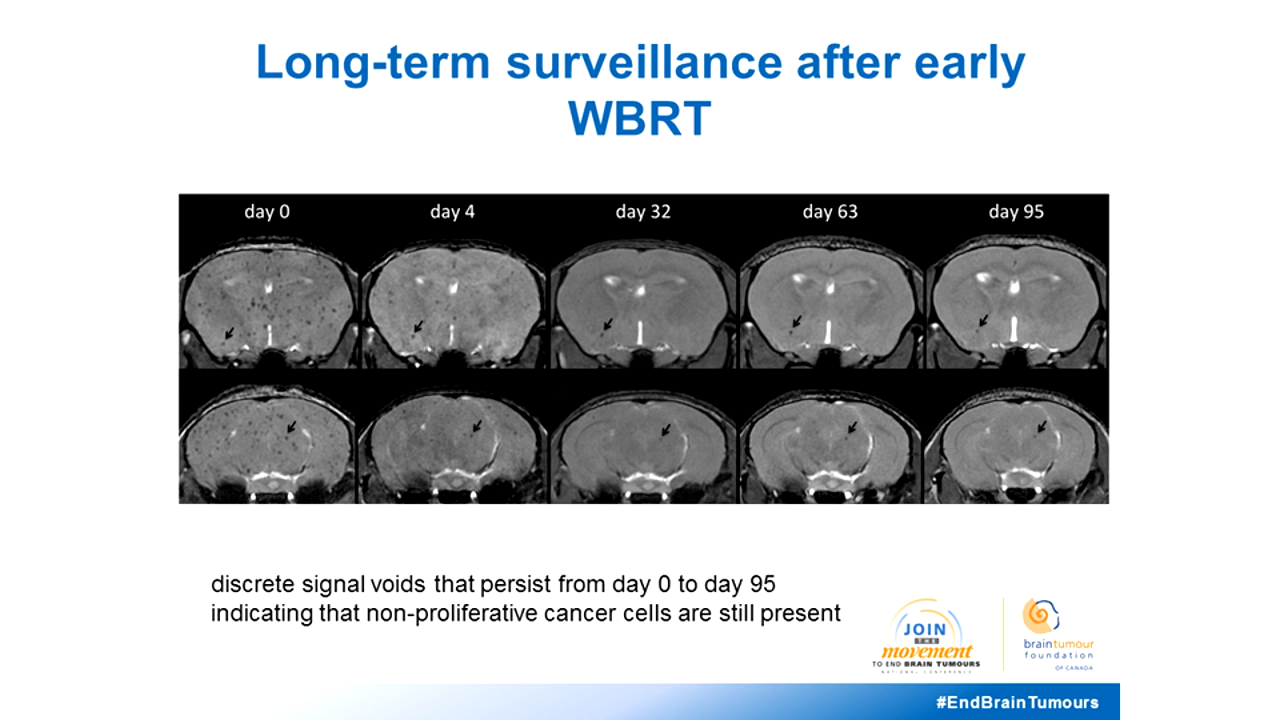 Long-term surveillance after early
WBRT
day 0 day 4 day 32 day 63 day 95
discrete signal voids that persist from day 0 to day 95
indicating that non-proliferative cancer cells are still present
JOIN
THE
movement
TO END BRAIN TUMOURS
NATIONAL CONFERENCE
braintumour
foundation
OF CANADA
#EndBrainTumours